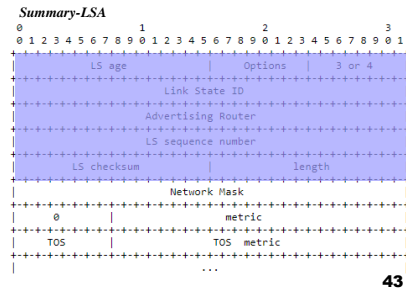 Summary-LSA
0 1 2 3
0 1 2 3 4 5 6 7 8 9 0 1 2 3 4 5 6 7 8 9 0 1 2 3 4 5 6 7 8 9 0 1
+-+-+-+-+-+-+-+-+-+-+-+-+-+-+-+-+-+-+-+-+-+-+-+-+-+-+-+-+-+-+-+-+
| LS age | Options | 3 or 4
+-+-+-+-+-+-+-+-+-+-+-+-+-+-+-+-+-+-+-+-+-+-+-+-+-+-+-+-+-+-+-+-+
| Link State ID
+-+-+-+-+-+-+-+-+-+-+-+-+-+-+-+-+-+-+-+-+-+-+-+-+-+-+-+-+-+-+-+-+
| Advertising Router
+-+-+-+-+-+-+-+-+-+-+-+-+-+-+-+-+-+-+-+-+-+-+-+-+-+-+-+-+-+-+-+-+
| LS sequence number
+-+-+-+-+-+-+-+-+-+-+-+-+-+-+-+-+-+-+-+-+-+-+-+-+-+-+-+-+-+-+-+-+
| LS checksum | length
+-+-+-+-+-+-+-+-+-+-+-+-+-+-+-+-+-+-+-+-+-+-+-+-+-+-+-+-+-+-+-+-+
| Network Mask
+-+-+-+-+-+-+-+-+-+-+-+-+-+-+-+-+-+-+-+-+-+-+-+-+-+-+-+-+-+-+-+-+
| 0 | metric
+-+-+-+-+-+-+-+-+-+-+-+-+-+-+-+-+-+-+-+-+-+-+-+-+-+-+-+-+-+-+-+-+
| TOS | TOS metric
+-+-+-+-+-+-+-+-+-+-+-+-+-+-+-+-+-+-+-+-+-+-+-+-+-+-+-+-+-+-+-+-+
| ...
43